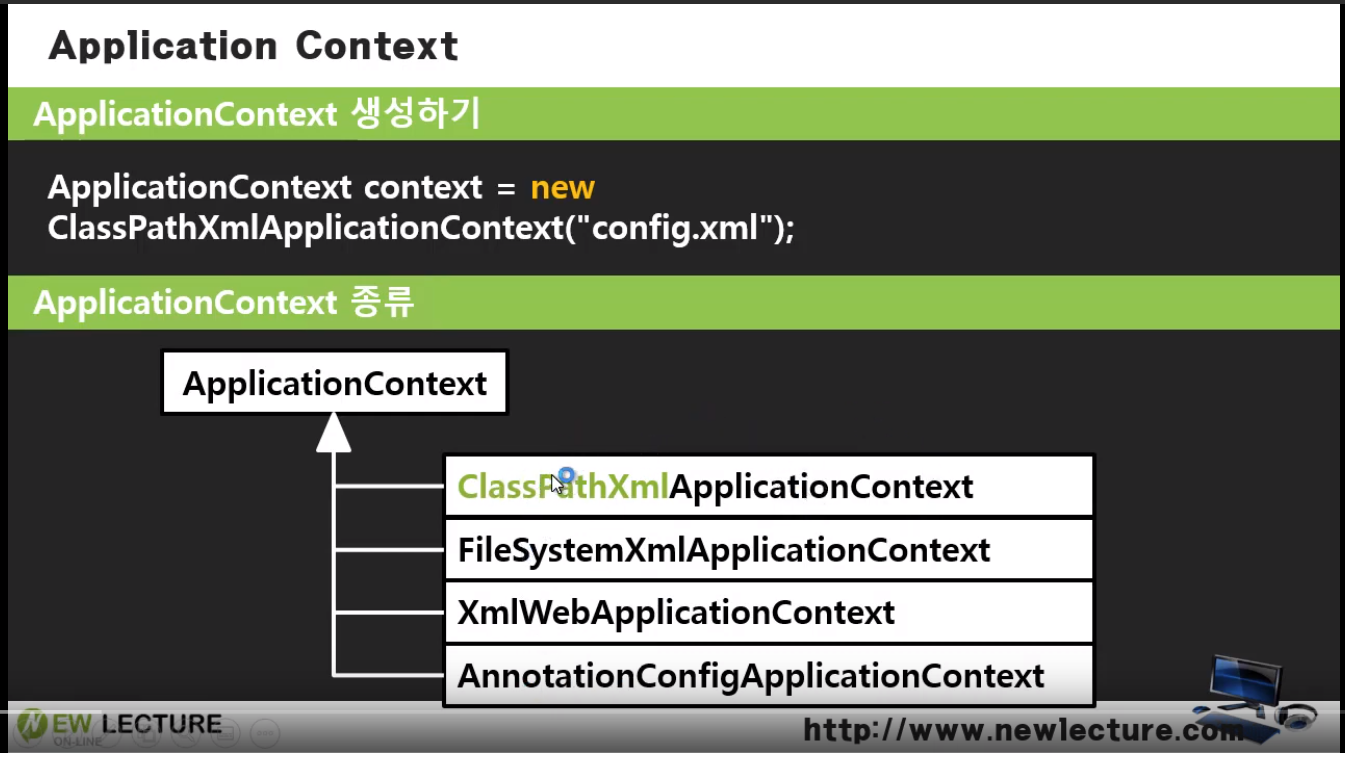 Application Context
ApplicationContext 생성하기
ApplicationContext context = new
ClassPathXmlApplicationContext("config.xml");
ApplicationContext 종류
ApplicationContext
ClassPathXmlApplicationContext
FileSystemXmlApplicationContext
XmlWebApplicationContext
AnnotationConfigApplicationContext
NEW LECTURE
ON-LINE
http://www.newlecture.com